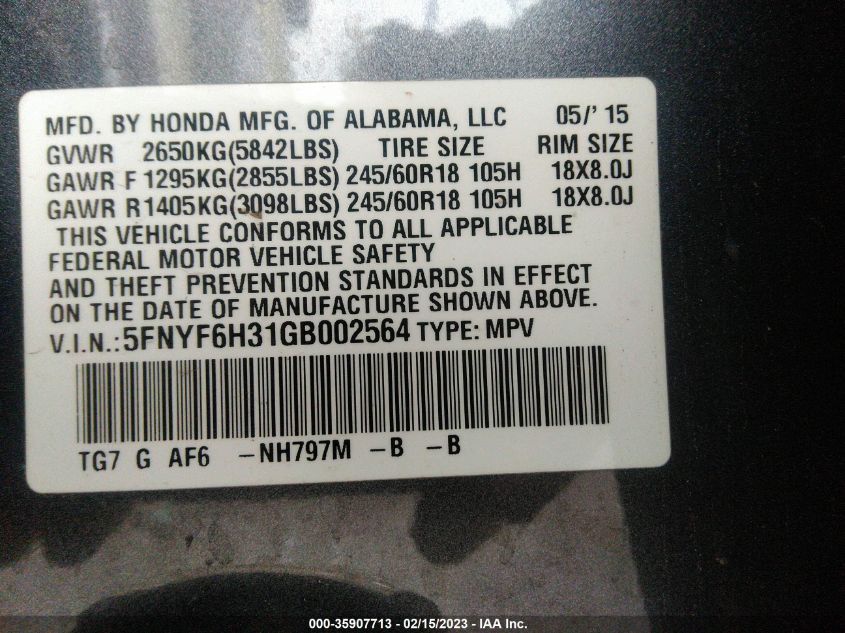 MFD. BY HONDA MFG. OF ALABAMA, LLC 05/' 15
GVWR 2650KG(5842LBS) TIRE SIZE RIM SIZE
GAWR F 1295KG(2855LBS) 245/60R18 105H 18X8.0J
GAWR R1405KG(3098LBS) 245/60R18 105H 18X8.0J
THIS VEHICLE CONFORMS TO ALL APPLICABLE
FEDERAL MOTOR VEHICLE SAFETY
AND THEFT PREVENTION STANDARDS IN EFFECT
ON THE DATE OF MANUFACTURE SHOWN ABOVE.
V.I.N.:5FNYF6H31GB002564 TYPE: MPV
TG7 G AF6 -NH797M -B -B
000-35907713 - 02/15/2023 - IAA Inc.